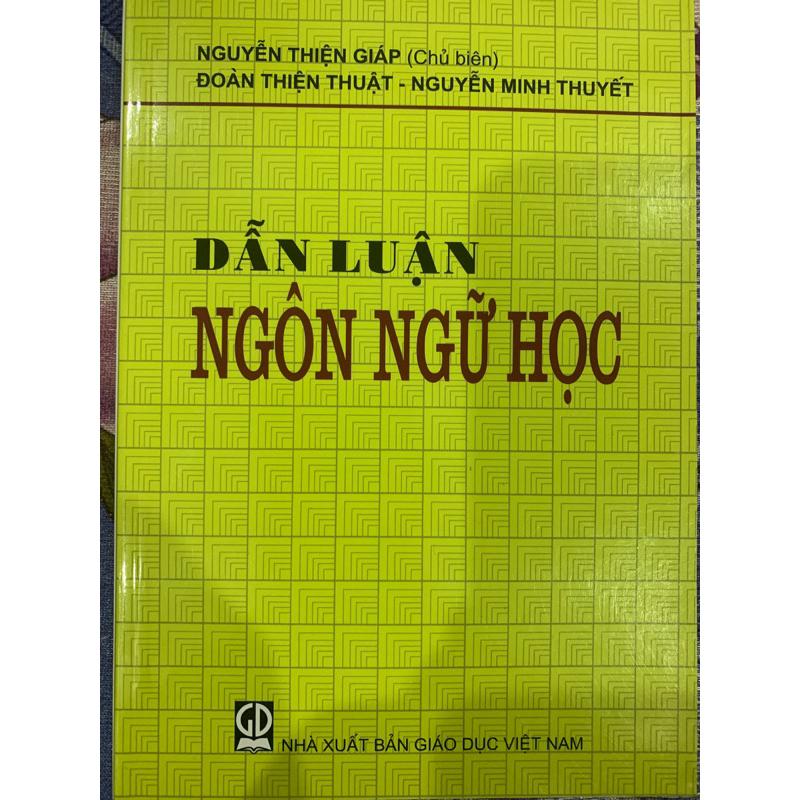 NGUYỄN THIỆN GIÁP (Chủ biên)
ĐOÀN THIỆN THUẬT - NGUYỄN MINH THUYẾT
DẪN LUẬN
NGÔN NGỮ HỌC
GD
NHÀ XUẤT BẢN GIÁO DỤC VIỆT NAM